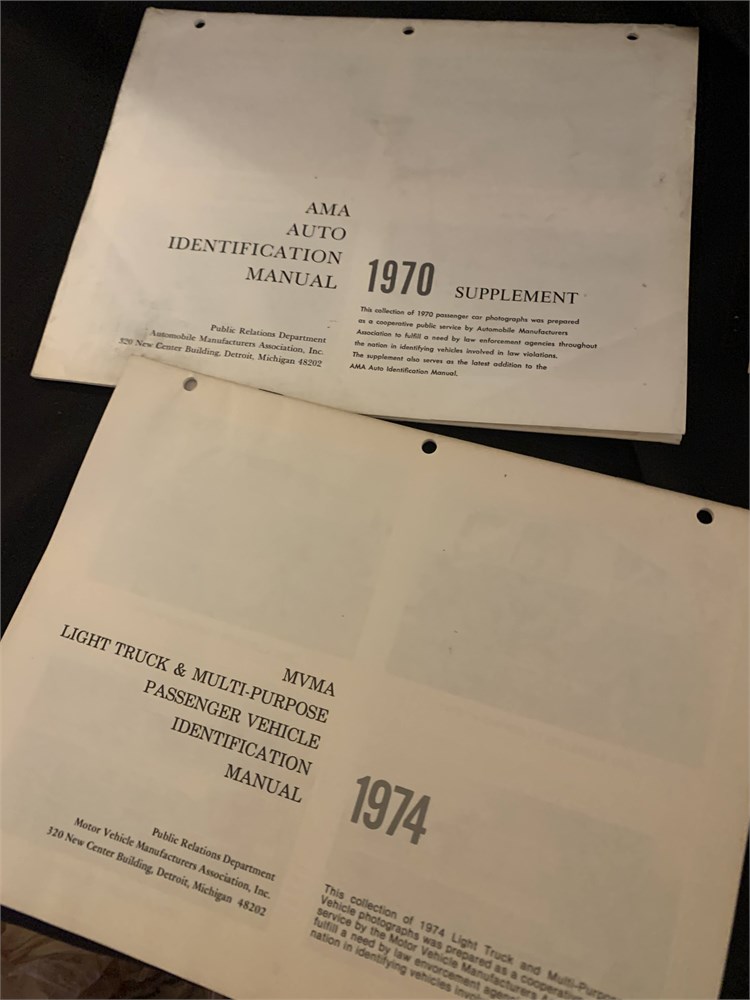 AMA
AUTO
IDENTIFICATION
MANUAL
1970 SUPPLEMENT
This collection of 1970 passenger car photographs was prepared
as a cooperative public service by Automobile Manufacturers
Association to fulfill a need by law enforcement agencies throughout
the nation in identifying vehicles involved in law violations.
The supplement also serves as the latest addition to the
AMA Auto Identification Manual.
Public Relations Department
Automobile Manufacturers Association, Inc.
320 New Center Building, Detroit, Michigan 48202
MVMA
LIGHT TRUCK & MULTI-PURPOSE
PASSENGER VEHICLE
IDENTIFICATION
MANUAL
1974
Public Relations Department
Motor Vehicle Manufacturers Association, Inc.
320 New Center Building, Detroit, Michigan 48202
This collection of 1974 Light Truck and Multi-Purpo
Vehicle photographs was prepared as a cooperati
service by the Motor Vehicle Manufacturers
fulfill a need by law envorcement agen
nation in identifying vehicles invo